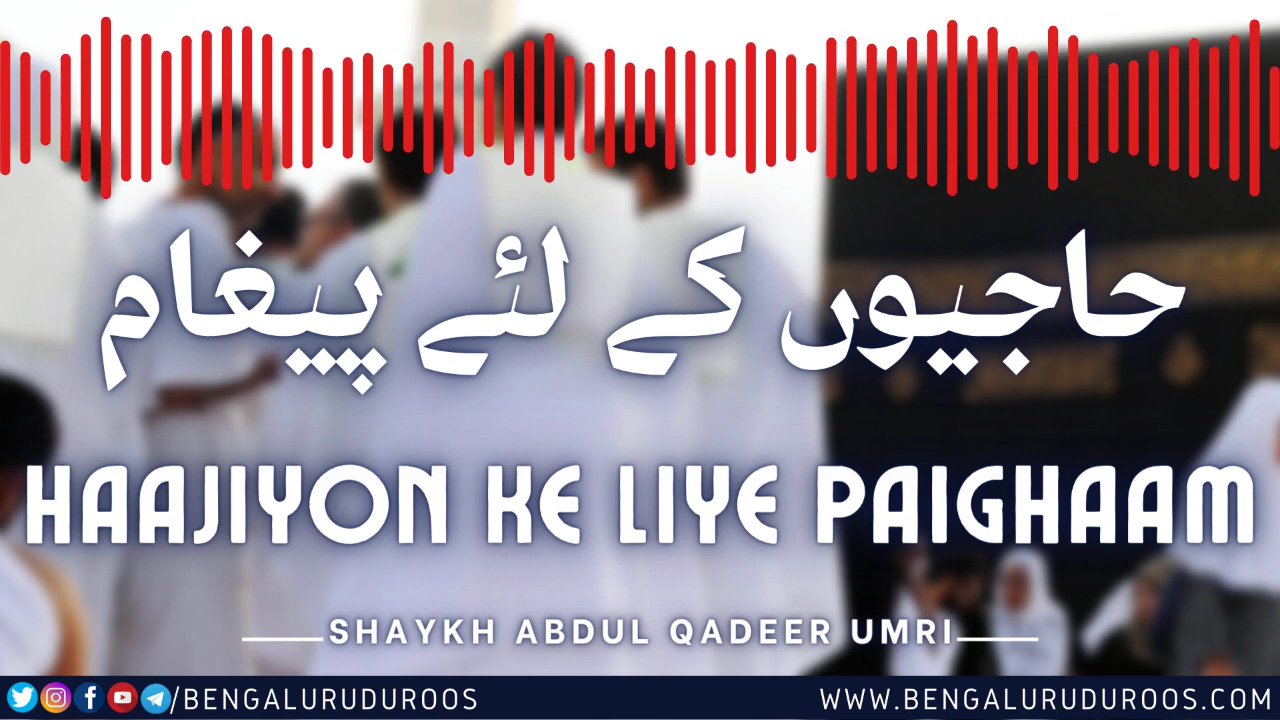 حاجیوں کے لئے پیغام
HAAJIYON KE LIYE PAIGHAAM
SHAYKH ABDUL QADEER UMRI
/BENGALURUDUROOS
WWW.BENGALURUDUROOS.COM